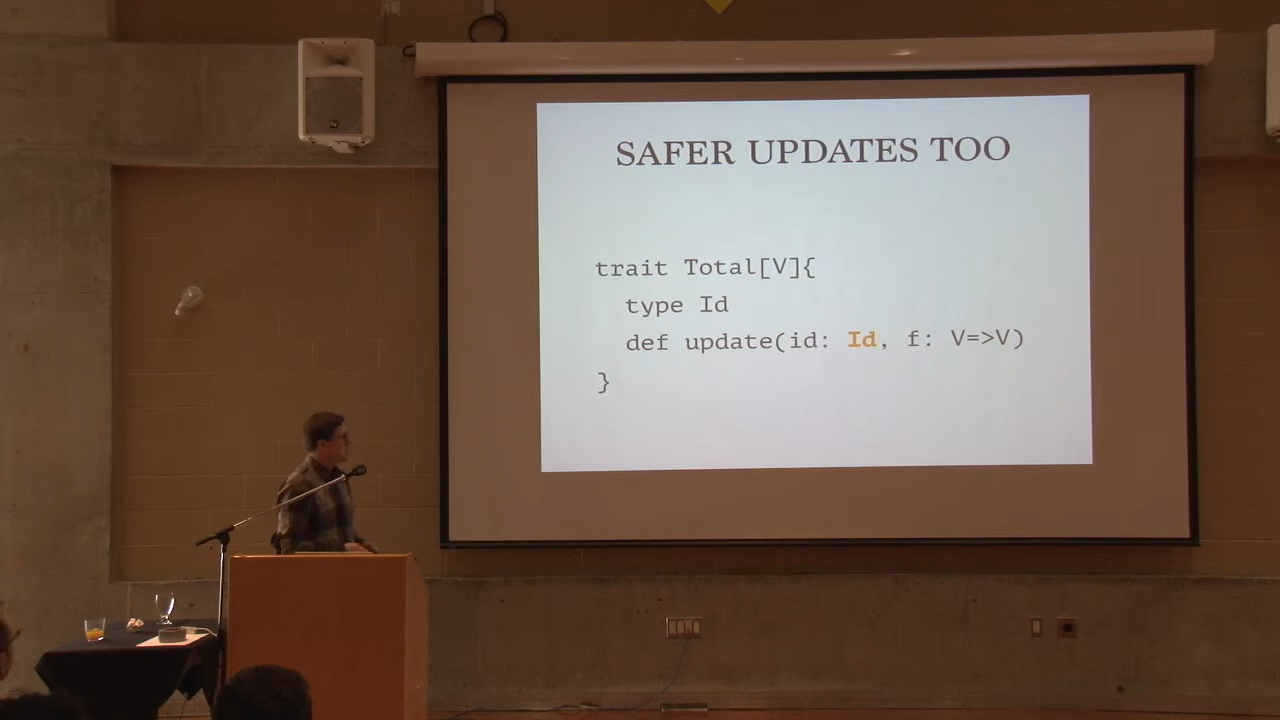 SAFER UPDATES TOO
trait Total[V]{
type Id
def update(id: Id, f: V=>V)
}